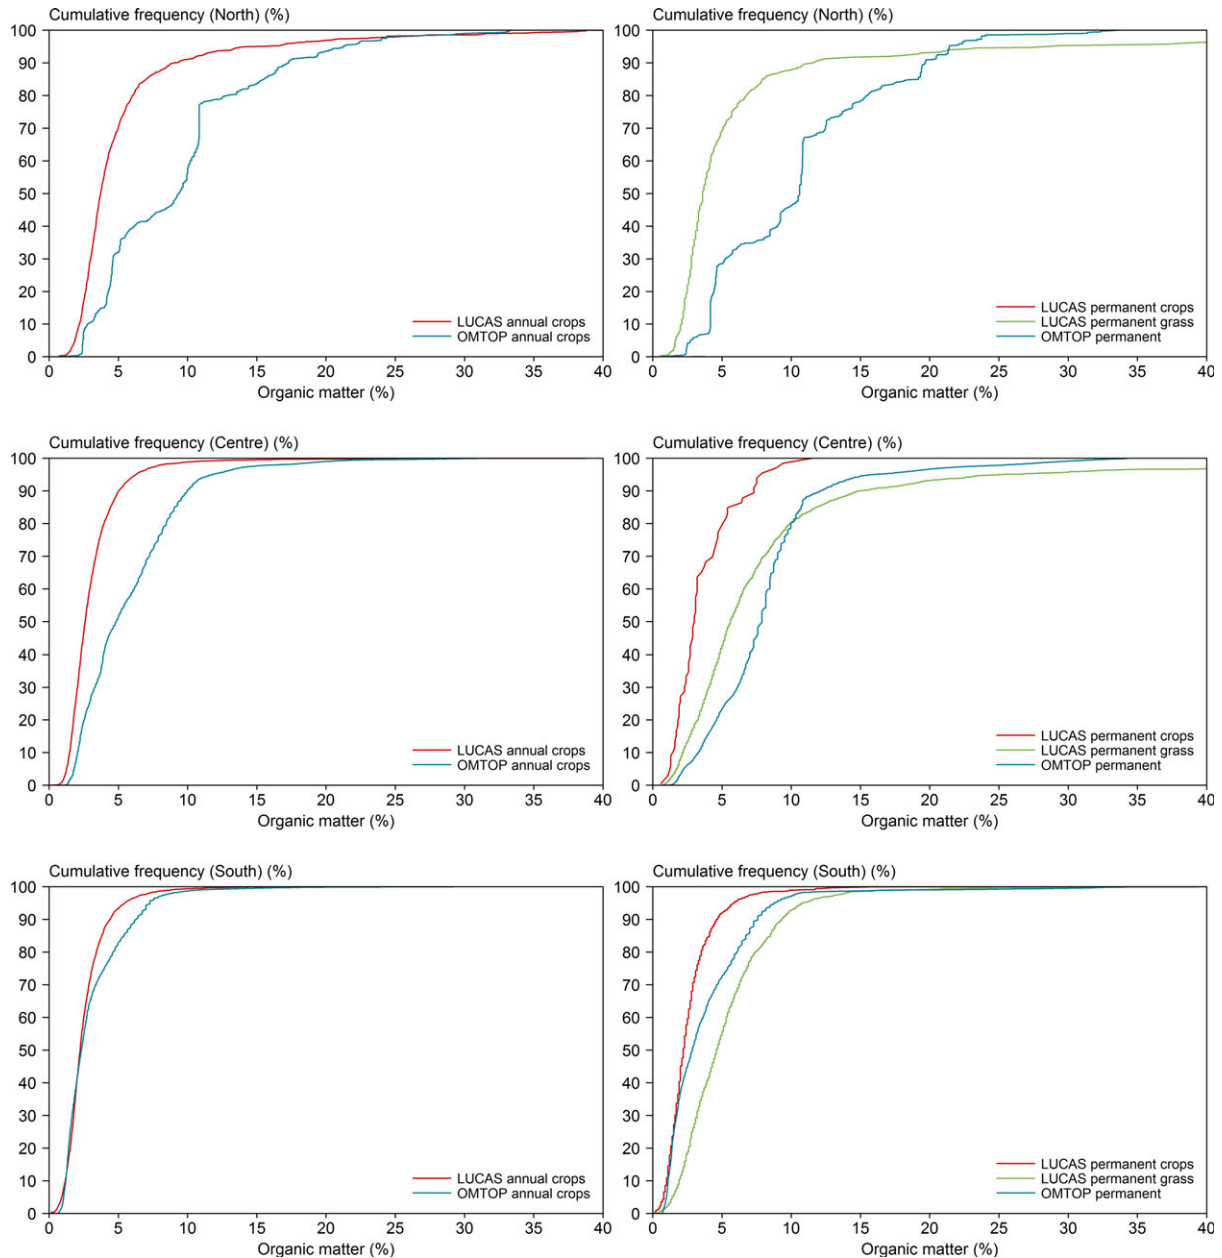 Cumulative frequency (North) (%)
100
90
80
70
60
50
40
30
20
10
0
LUCAS annual crops
OMTOP annual crops
0 5 10 15 20 25 30 35 40
Organic matter (%)
Cumulative frequency (North) (%)
100
90
80
70
60
50
40
30
20
10
0
LUCAS permanent crops
LUCAS permanent grass
OMTOP permanent
0 5 10 15 20 25 30 35 40
Organic matter (%)
Cumulative frequency (Centre) (%)
100
90
80
70
60
50
40
30
20
10
0
LUCAS annual crops
OMTOP annual crops
0 5 10 15 20 25 30 35 40
Organic matter (%)
Cumulative frequency (Centre) (%)
100
90
80
70
60
50
40
30
20
10
0
LUCAS permanent crops
LUCAS permanent grass
OMTOP permanent
0 5 10 15 20 25 30 35 40
Organic matter (%)
Cumulative frequency (South) (%)
100
90
80
70
60
50
40
30
20
10
0
LUCAS annual crops
OMTOP annual crops
0 5 10 15 20 25 30 35 40
Organic matter (%)
Cumulative frequency (South) (%)
100
90
80
70
60
50
40
30
20
10
0
LUCAS permanent crops
LUCAS permanent grass
OMTOP permanent
0 5 10 15 20 25 30 35 40
Organic matter (%)